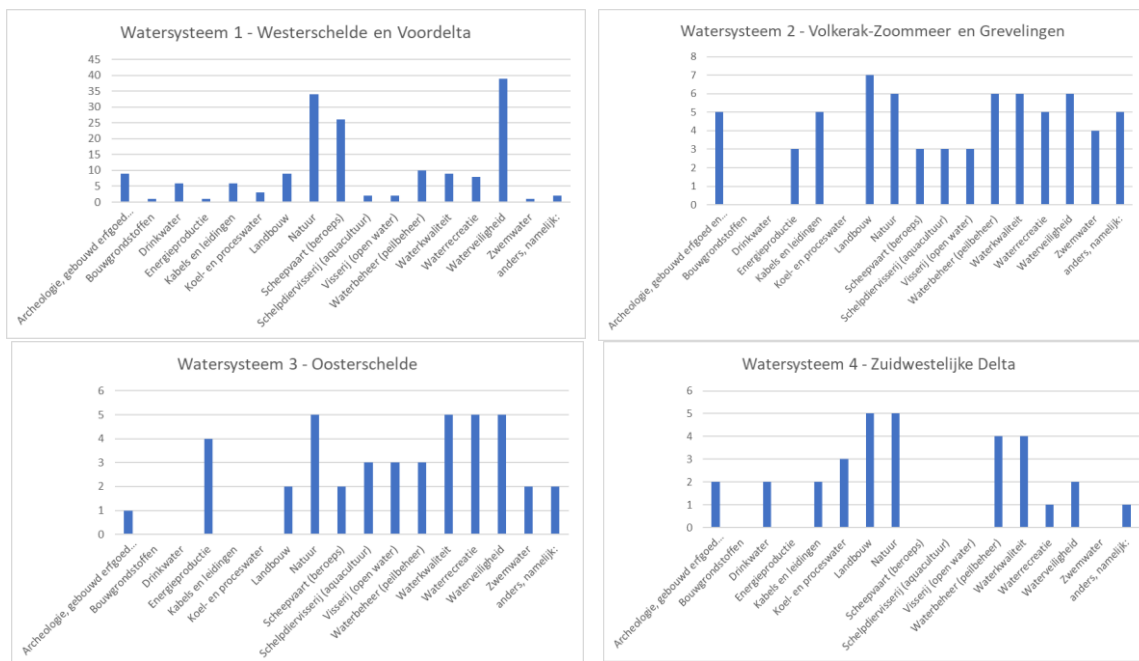 Watersysteem 1 - Westerschelde en Voordelta
45
40
35
30
25
20
15
10
5
0
Archeologie, gebouwd erfgoed...
Bouwgrondstoffen
Drinkwater
Energieproductie
Kabels en leidingen
Koel- en proceswater
Landbouw
Natuur
Scheepvaart (beroeps)
Schelpdiervisserij (aquacultuur)
Visserij (open water)
Waterbeheer (peilbeheer)
Waterkwaliteit
Waterrecreatie
Waterveiligheid
Zwemwater
anders, namelijk:
Watersysteem 2 - Volkerak-Zoommeer en Grevelingen
8
7
6
5
4
3
2
1
0
Archeologie, gebouwd erfgoed en...
Bouwgrondstoffen
Drinkwater
Energieproductie
Kabels en leidingen
Koel- en proceswater
Landbouw
Natuur
Scheepvaart (beroeps)
Schelpdiervisserij (aquacultuur)
Visserij (open water)
Waterbeheer (peilbeheer)
Waterkwaliteit
Waterrecreatie
Waterveiligheid
Zwemwater
anders, namelijk:
Watersysteem 3 - Oosterschelde
6
5
4
3
2
1
0
Archeologie, gebouwd erfgoed...
Bouwgrondstoffen
Drinkwater
Energieproductie
Kabels en leidingen
Koel- en proceswater
Landbouw
Natuur
Scheepvaart (beroeps)
Schelpdiervisserij (aquacultuur)
Visserij (open water)
Waterbeheer (peilbeheer)
Waterkwaliteit
Waterrecreatie
Waterveiligheid
Zwemwater
anders, namelijk:
Watersysteem 4 - Zuidwestelijke Delta
6
5
4
3
2
1
0
Archeologie, gebouwd erfgoed...
Bouwgrondstoffen
Drinkwater
Energieproductie
Kabels en leidingen
Koel- en proceswater
Landbouw
Natuur
Scheepvaart (beroeps)
Schelpdiervisserij (aquacultuur)
Visserij (open water)
Waterbeheer (peilbeheer)
Waterkwaliteit
Waterrecreatie
Waterveiligheid
Zwemwater
anders, namelijk: